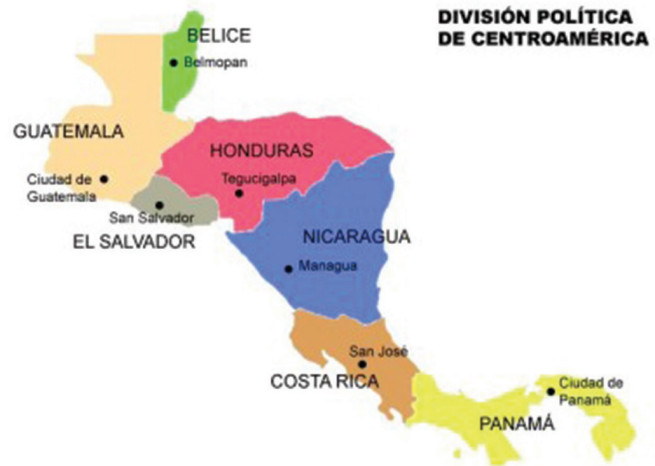 DIVISIÓN POLÍTICA
DE CENTROAMÉRICA
BELICE
Belmopan
GUATEMALA
Ciudad de
Guatemala
HONDURAS
Tegucigalpa
San Salvador
EL SALVADOR
NICARAGUA
Managua
San José
COSTA RICA
Ciudad de
Panamá
PANAMÁ